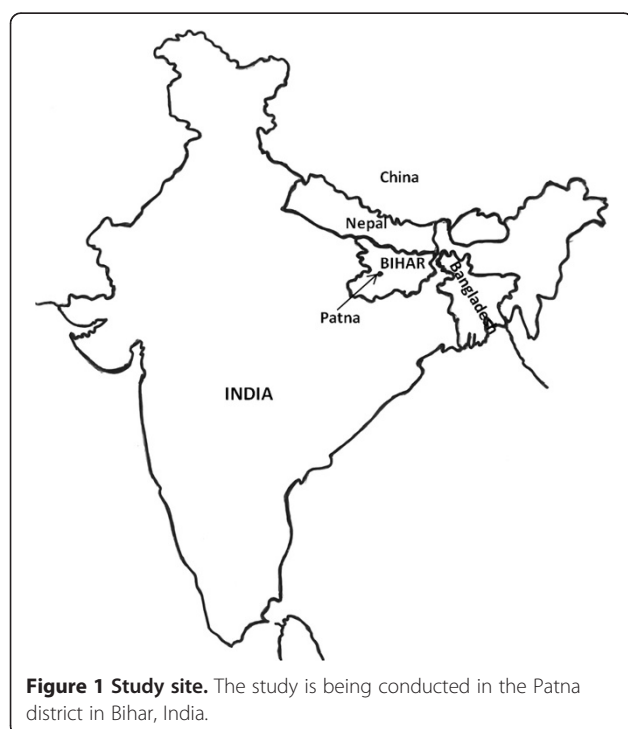 China
Nepal
BIHAR
Bangladesh
Patna
INDIA
Figure 1 Study site. The study is being conducted in the Patna
district in Bihar, India.